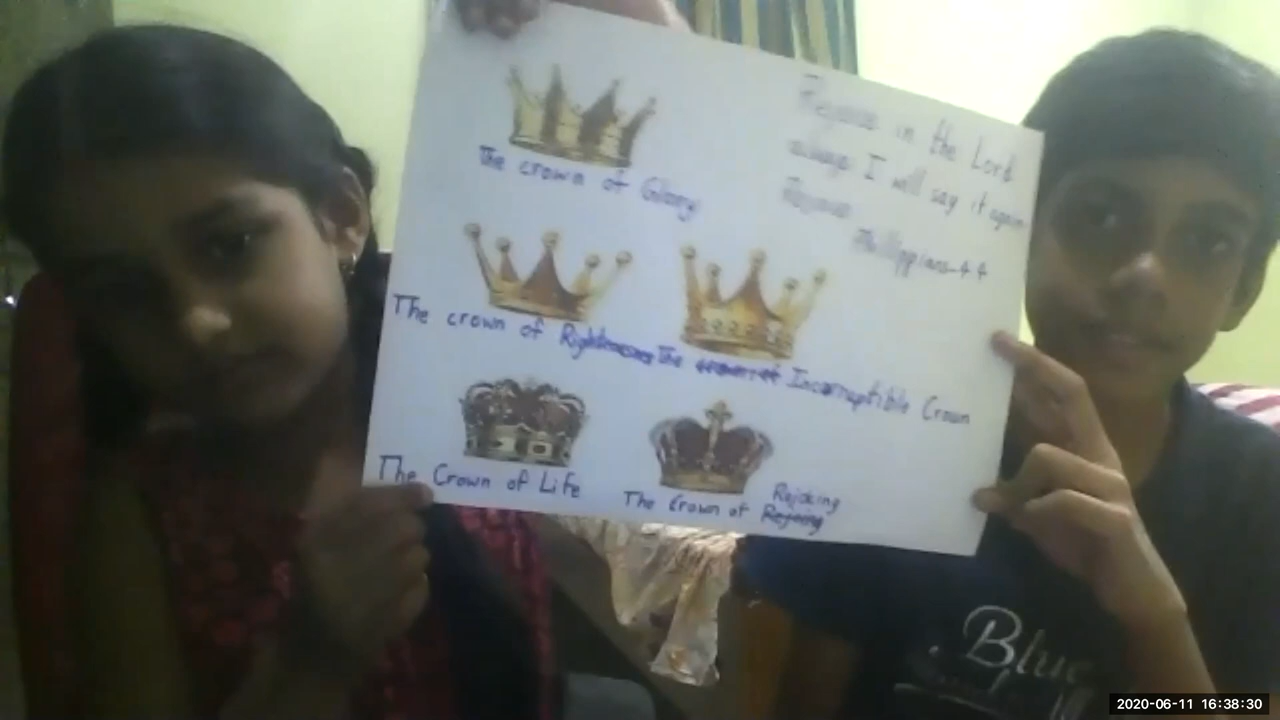 Rejoice in the Lord
always I will say it again
Rejoice
Philippians 4 4
The crown of Glory
The crown of Righteousness
The Incorruptible Crown
The Crown of Life
The Crown of Rejoicing
Blue
2020-06-11 16:38:30